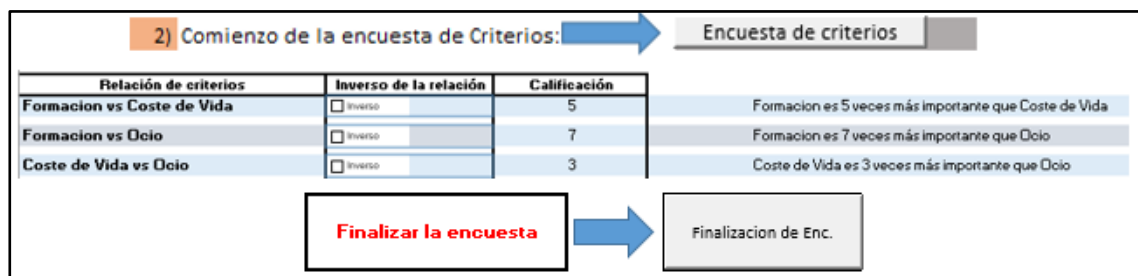 2) Comienzo de la encuesta de Criterios: Encuesta de criterios
Relación de criterios Inverso de la relación Calificación
Formacion vs Coste de Vida Inverso 5 Formacion es 5 veces más importante que Coste de Vida
Formacion vs Ocio Inverso 7 Formacion es 7 veces más importante que Ocio
Coste de Vida vs Ocio Inverso 3 Coste de Vida es 3 veces más importante que Ocio
Finalizar la encuesta Finalizacion de Enc.